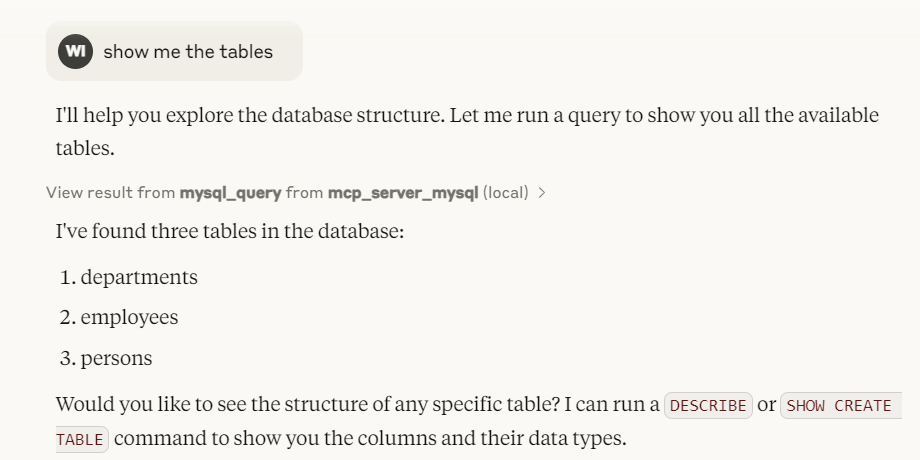 WI show me the tables
I'll help you explore the database structure. Let me run a query to show you all the available
tables.
View result from mysql_query from mcp_server_mysql (local) >
I've found three tables in the database:
1. departments
2. employees
3. persons
Would you like to see the structure of any specific table? I can run a DESCRIBE or SHOW CREATE
TABLE command to show you the columns and their data types.